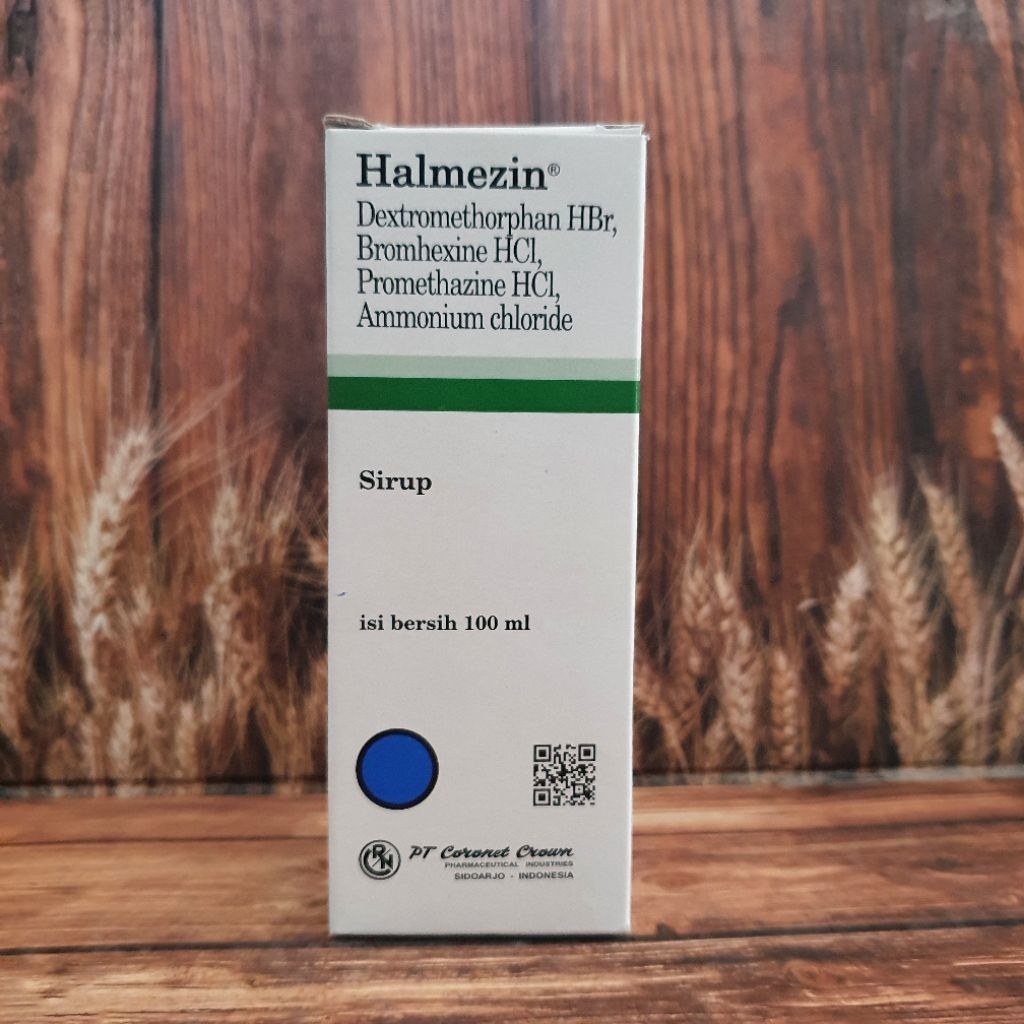 Halmezin®
Dextromethorphan HBr,
Bromhexine HCl,
Promethazine HCl,
Ammonium chloride
Sirup
isi bersih 100 ml
PT Coronet Crown
PHARMACEUTICAL INDUSTRIES
SIDOARJO - INDONESIA